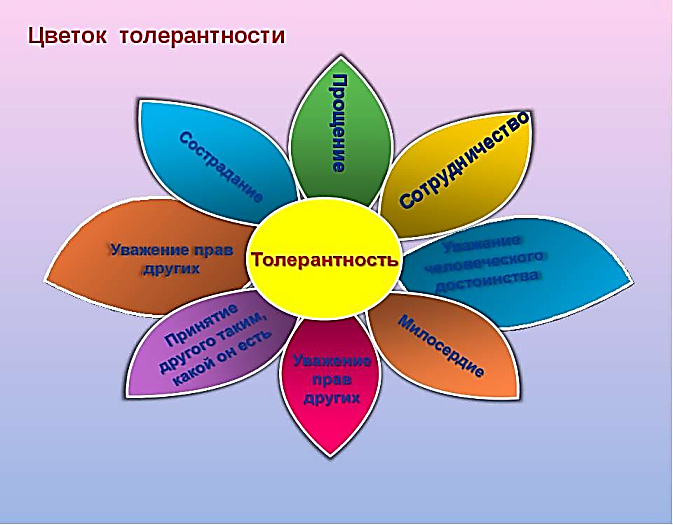 Цветок толерантности
Прощение
Сотрудничество
Уважение
человеческого
достоинства
Милосердие
Уважение
прав
других
Принятие
другого таким,
какой он есть
Уважение прав
других
Сострадание
Толерантность